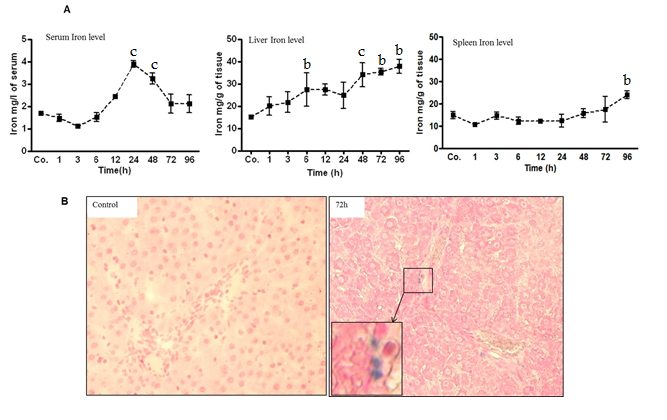 A
Serum Iron level
Iron mg/g of serum
5
4
3
2
1
0
c
c
Co. 1 3 6 12 24 48 72 96
Time(h)
Liver Iron level
Iron mg/g of tissue
50
40
30
20
10
0
b
c
b
b
Co. 1 3 6 12 24 48 72 96
Time (h)
Spleen Iron level
Iron mg/g of tissue
50
40
30
20
10
0
b
Co. 1 3 6 12 24 48 72 96
Time (h)
B
Control
72h